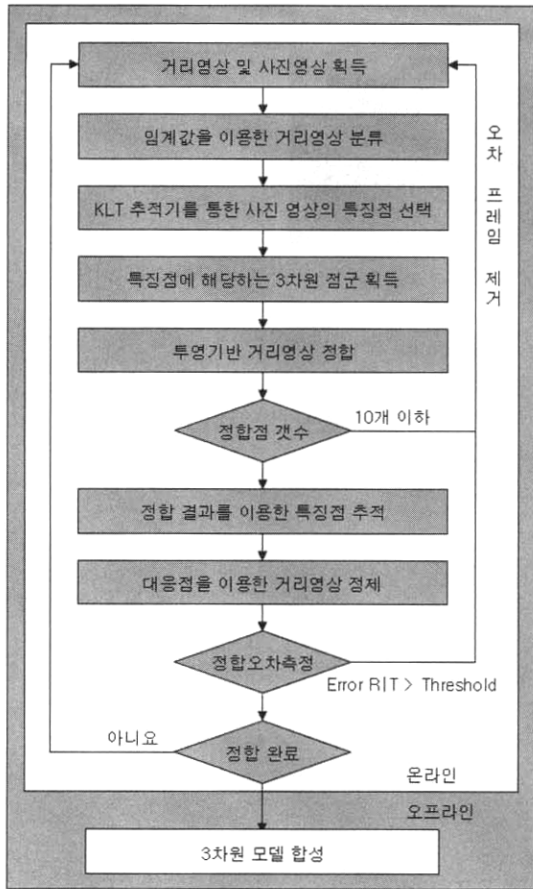 거리영상 및 사진영상 획득
임계값을 이용한 거리영상 분류
KLT 추적기를 통한 사진 영상의 특징점 선택
특징점에 해당하는 3차원 점군 획득
투영기반 거리영상 정합
정합점 갯수
10개 이하
오차 프레임 제거
정합 결과를 이용한 특징점 추적
대응점을 이용한 거리영상 정제
정합오차측정
Error R|T > Threshold
아니요
정합 완료
온라인
오프라인
3차원 모델 합성